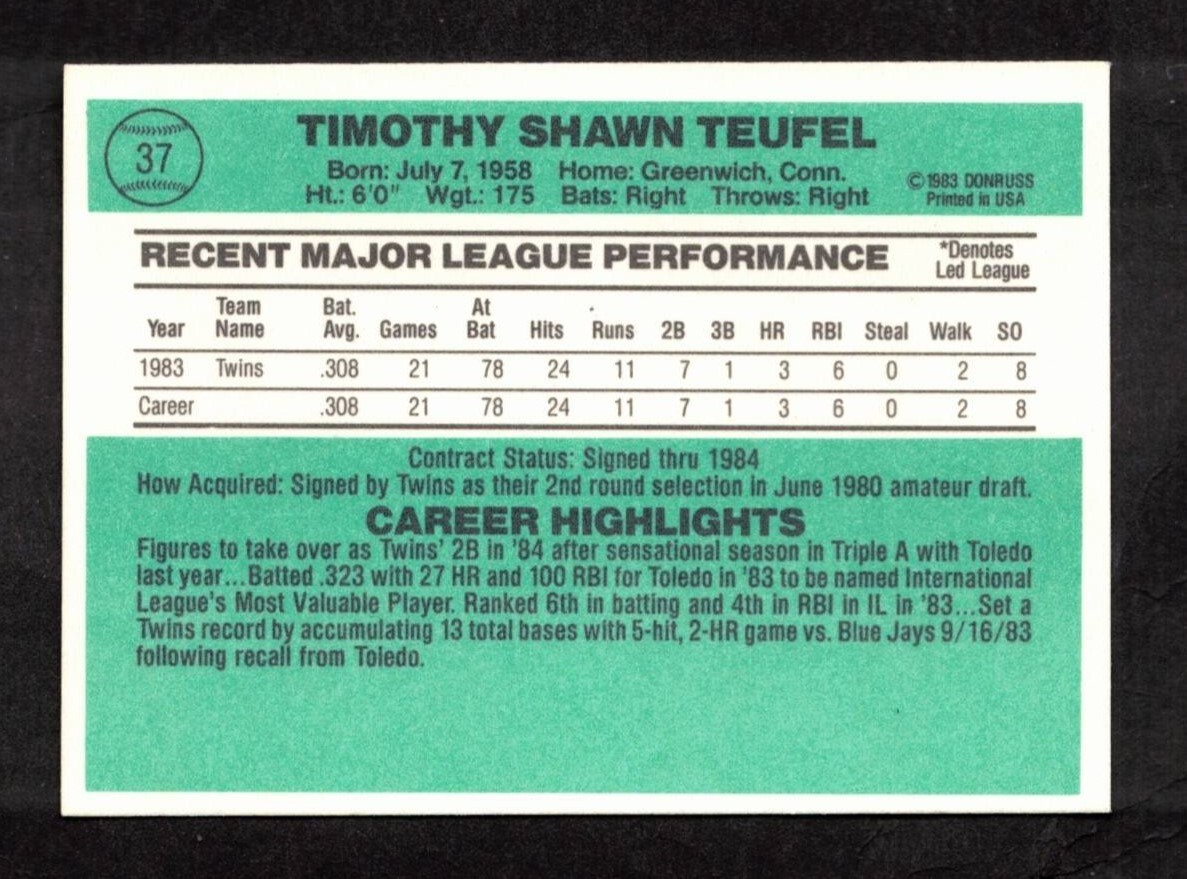 37
TIMOTHY SHAWN TEUFEL
Born: July 7, 1958 Home: Greenwich, Conn.
Ht.: 6'0" Wgt.: 175 Bats: Right Throws: Right
©1983 DONRUSS
Printed in USA
RECENT MAJOR LEAGUE PERFORMANCE
*Denotes
Led League
Year Team Name Bat. Avg. Games At Bat Hits Runs 2B 3B HR RBI Steal Walk SO
1983 Twins .308 21 78 24 11 7 1 3 6 0 2 8
Career .308 21 78 24 11 7 1 3 6 0 2 8
Contract Status: Signed thru 1984
How Acquired: Signed by Twins as their 2nd round selection in June 1980 amateur draft.
CAREER HIGHLIGHTS
Figures to take over as Twins' 2B in '84 after sensational season in Triple A with Toledo
last year...Batted .323 with 27 HR and 100 RBI for Toledo in '83 to be named International
League's Most Valuable Player. Ranked 6th in batting and 4th in RBI in IL in '83...Set a
Twins record by accumulating 13 total bases with 5-hit, 2-HR game vs. Blue Jays 9/16/83
following recall from Toledo.